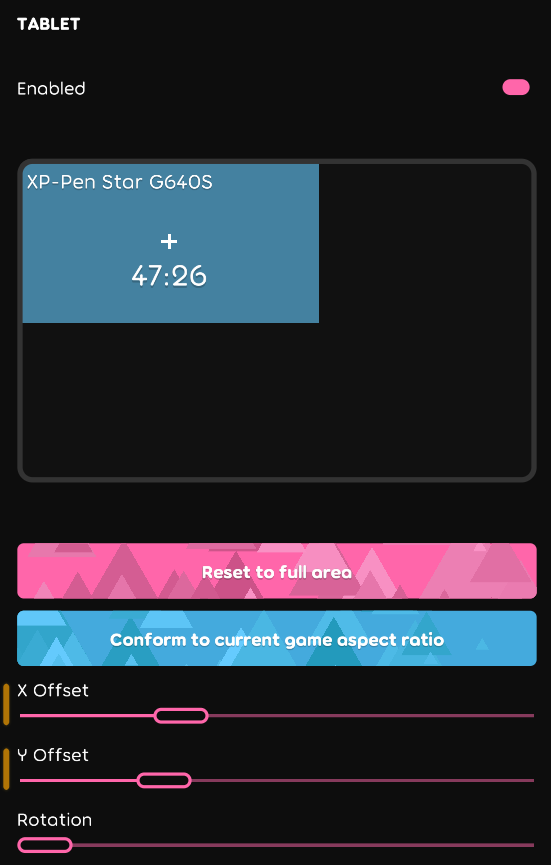 TABLET
Enabled
XP-Pen Star G640S
+
47:26
Reset to full area
Conform to current game aspect ratio
X Offset
Y Offset
Rotation